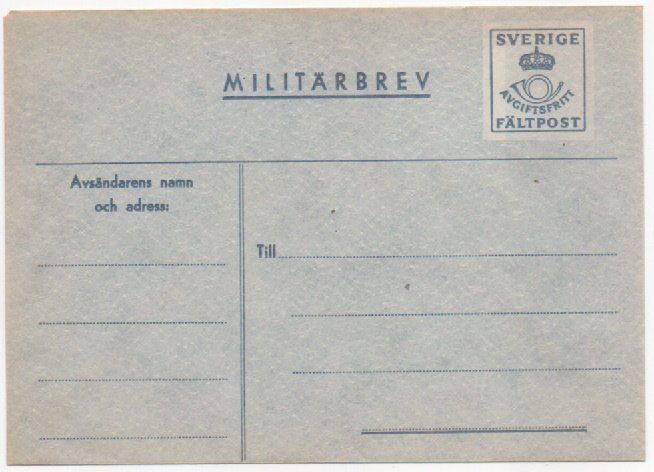 MILITÄRBREV
SVERIGE
AVGIFTSFRITT
FÄLTPOST
Avsändarens namn
och adress:
Till